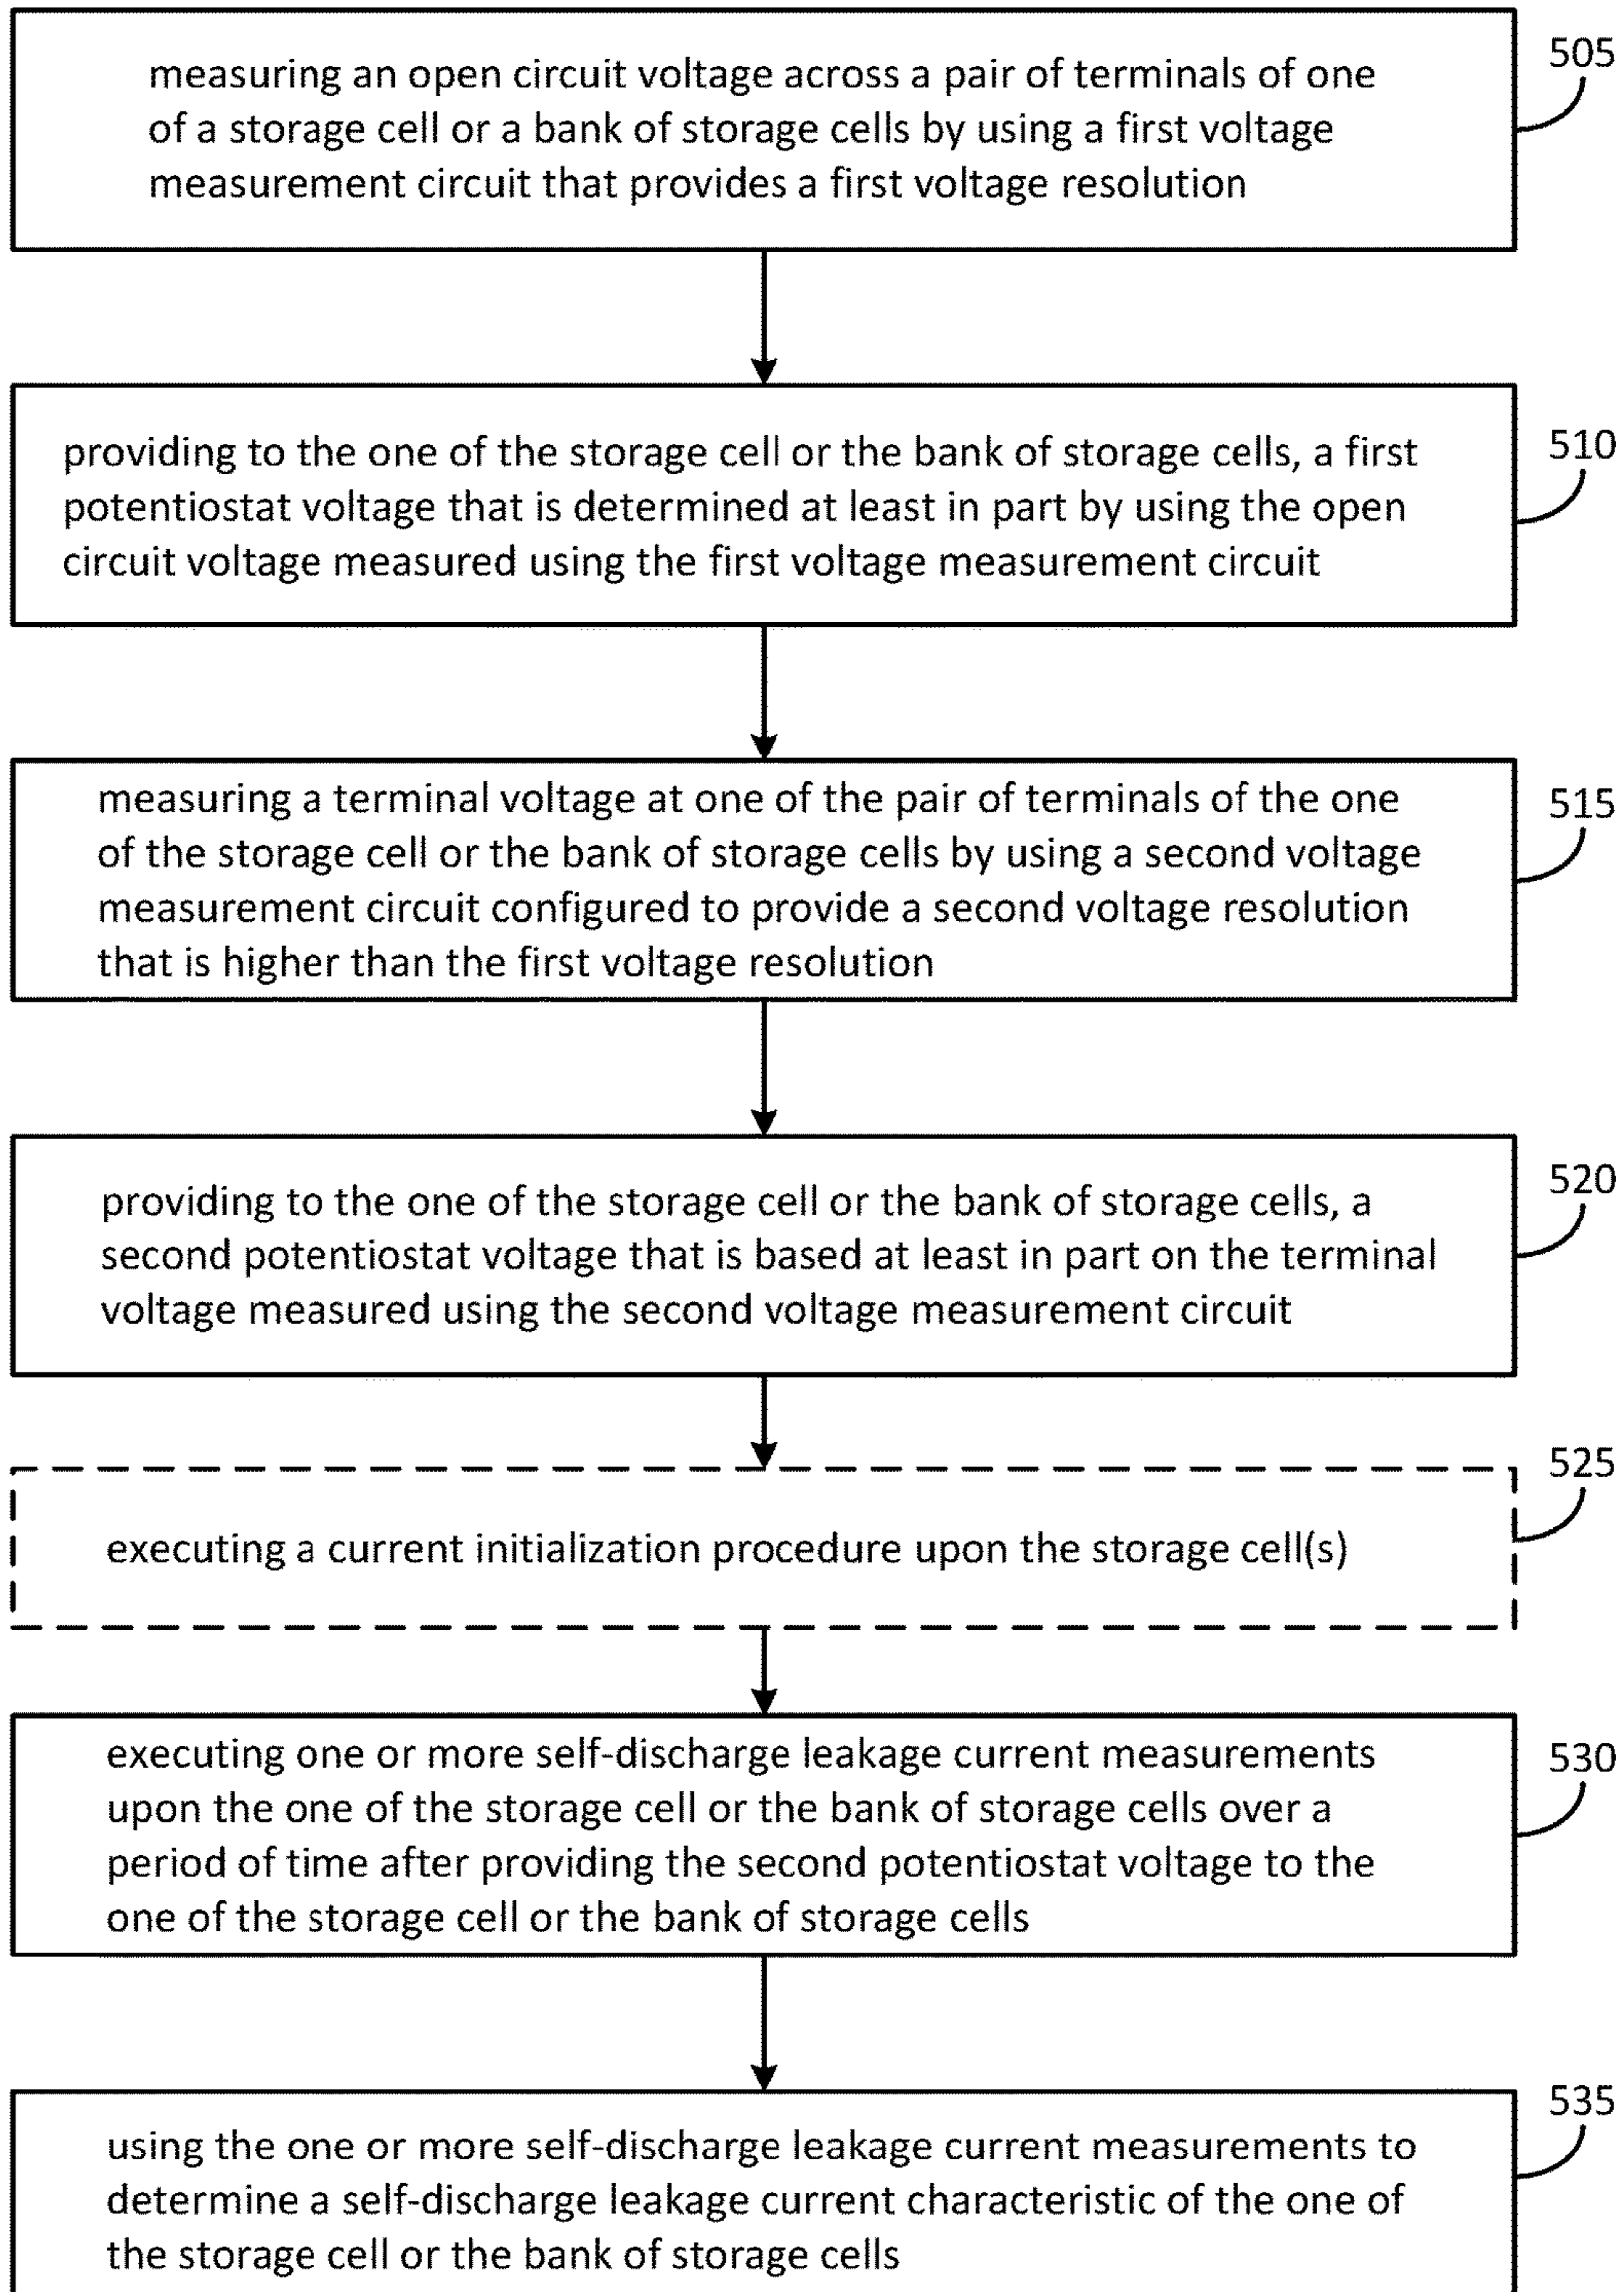 measuring an open circuit voltage across a pair of terminals of one
of a storage cell or a bank of storage cells by using a first voltage
measurement circuit that provides a first voltage resolution
505
providing to the one of the storage cell or the bank of storage cells, a first
potentiostat voltage that is determined at least in part by using the open
circuit voltage measured using the first voltage measurement circuit
510
measuring a terminal voltage at one of the pair of terminals of the one
of the storage cell or the bank of storage cells by using a second voltage
measurement circuit configured to provide a second voltage resolution
that is higher than the first voltage resolution
515
providing to the one of the storage cell or the bank of storage cells, a
second potentiostat voltage that is based at least in part on the terminal
voltage measured using the second voltage measurement circuit
520
executing a current initialization procedure upon the storage cell(s)
525
executing one or more self-discharge leakage current measurements
upon the one of the storage cell or the bank of storage cells over a
period of time after providing the second potentiostat voltage to the
one of the storage cell or the bank of storage cells
530
using the one or more self-discharge leakage current measurements to
determine a self-discharge leakage current characteristic of the one of
the storage cell or the bank of storage cells
535